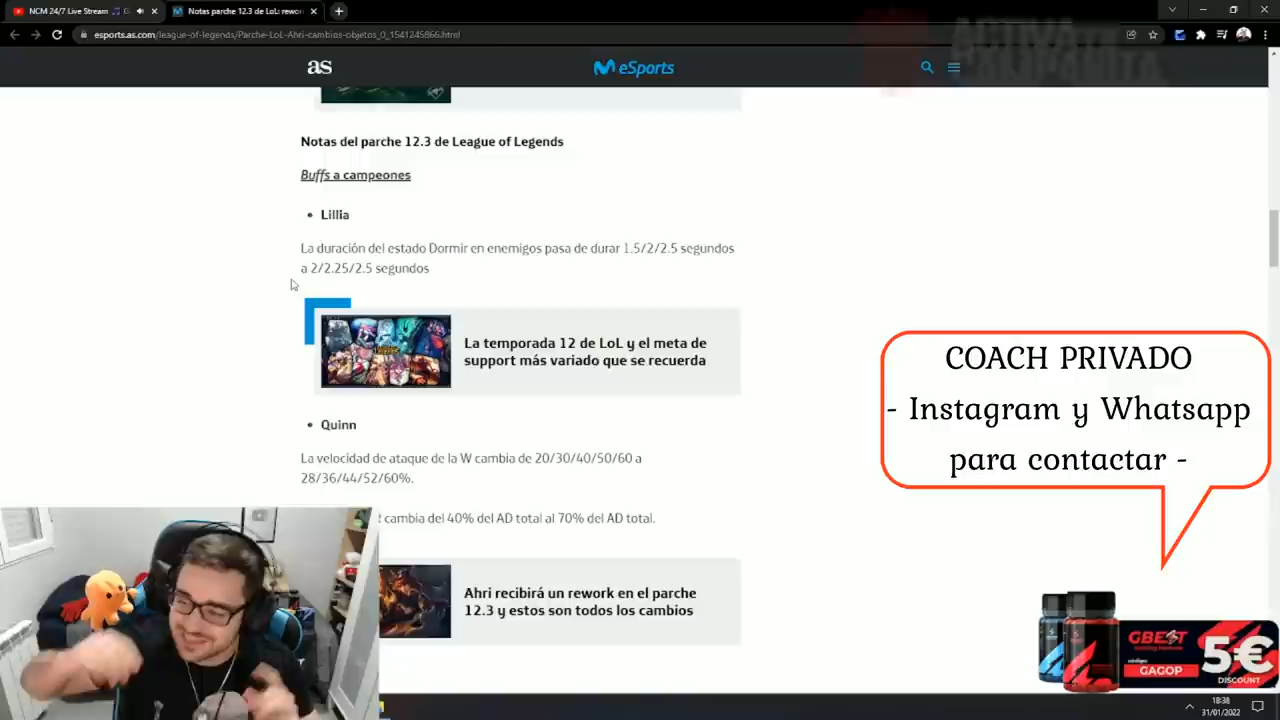 NCM 24/7 Live Stream
Notas parche 12.3 de LoL: rewor
esports.as.com/league-of-legends/Parche-LoL-Ahri-cambios-objetos_0_1541245866.html
as
eSports
Notas del parche 12.3 de League of Legends
Buffs a campeones
Lillia
La duración del estado Dormir en enemigos pasa de durar 1.5/2/2.5 segundos
a 2/2.25/2.5 segundos
La temporada 12 de LoL y el meta de
support más variado que se recuerda
Quinn
La velocidad de ataque de la W cambia de 20/30/40/50/60 a
28/36/44/52/60%.
cambia del 40% del AD total al 70% del AD total.
Ahri recibirá un rework en el parche
12.3 y estos son todos los cambios
COACH PRIVADO
- Instagram y Whatsapp
para contactar -
GBEST
GAGOP
5€
DISCOUNT
18:38
31/01/2022